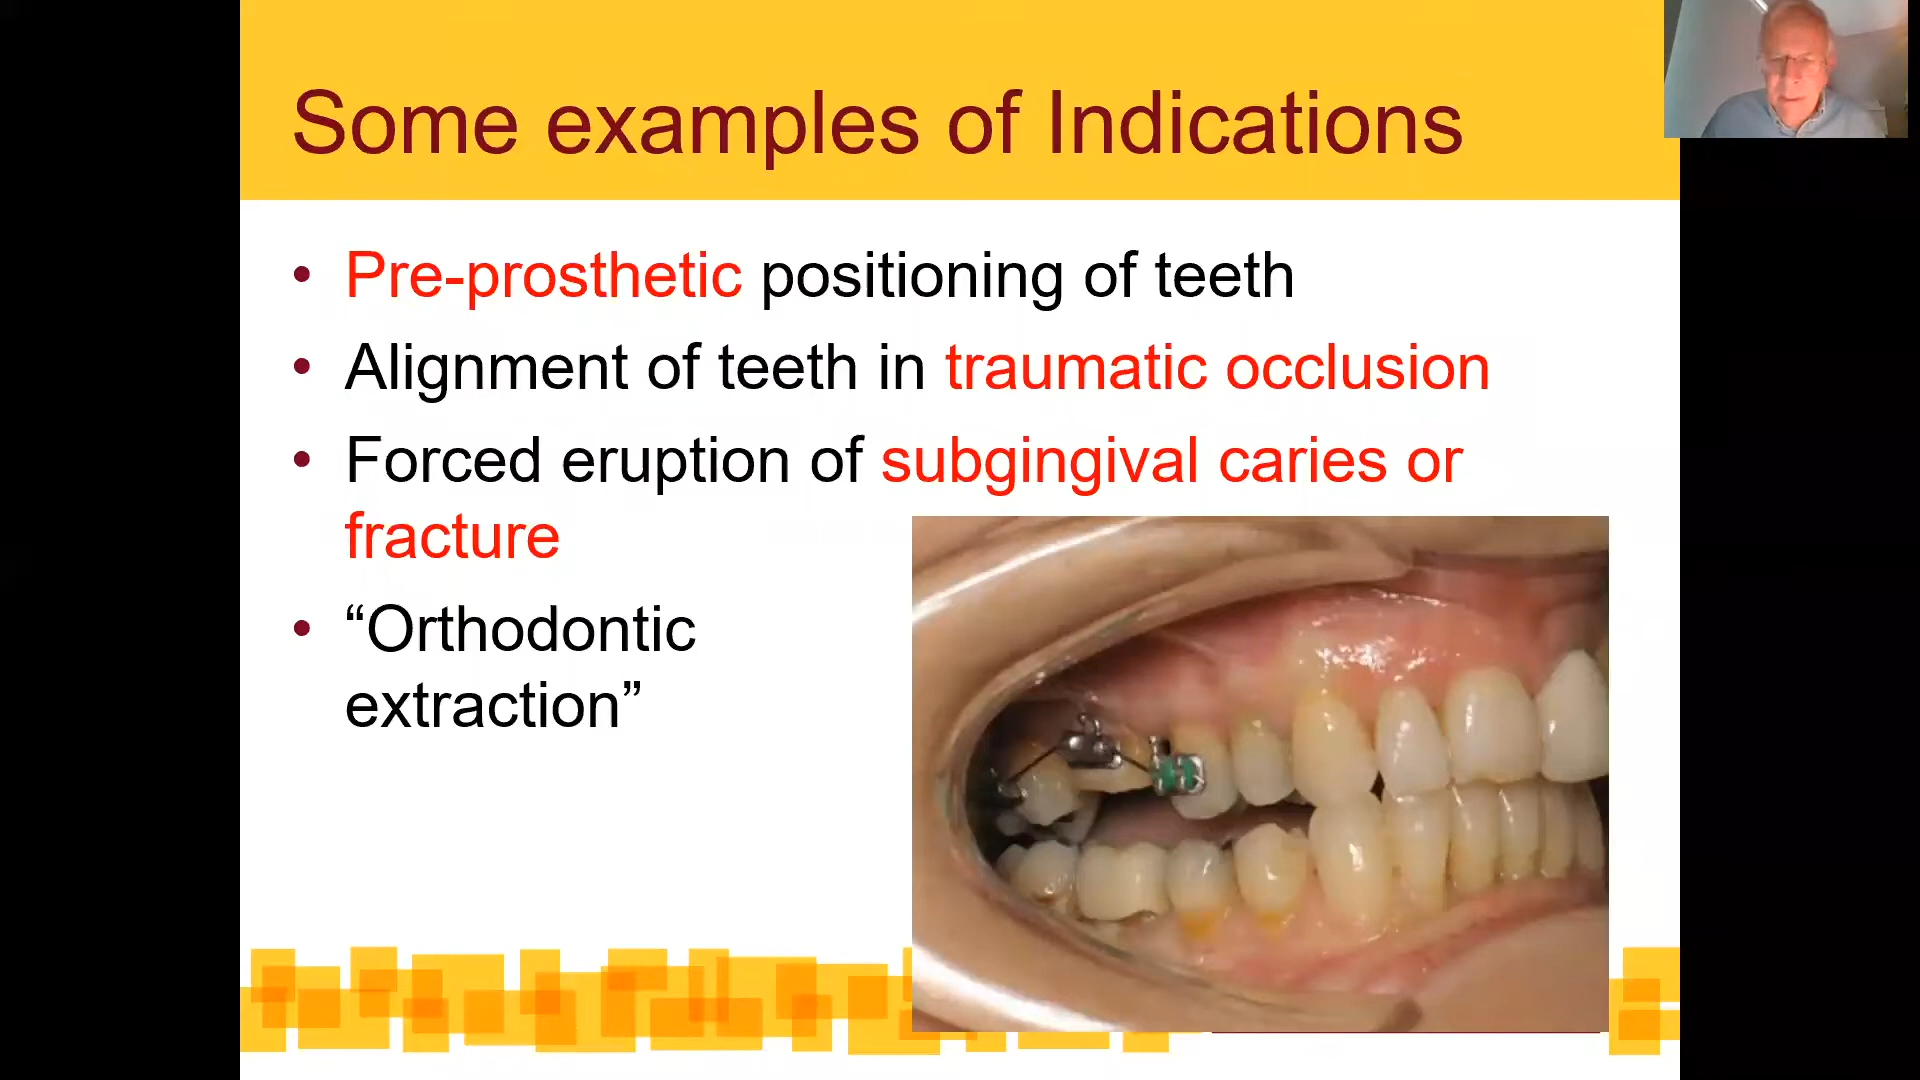 Some examples of Indications
• Pre-prosthetic positioning of teeth
• Alignment of teeth in traumatic occlusion
• Forced eruption of subgingival caries or
fracture
• “Orthodontic
extraction”